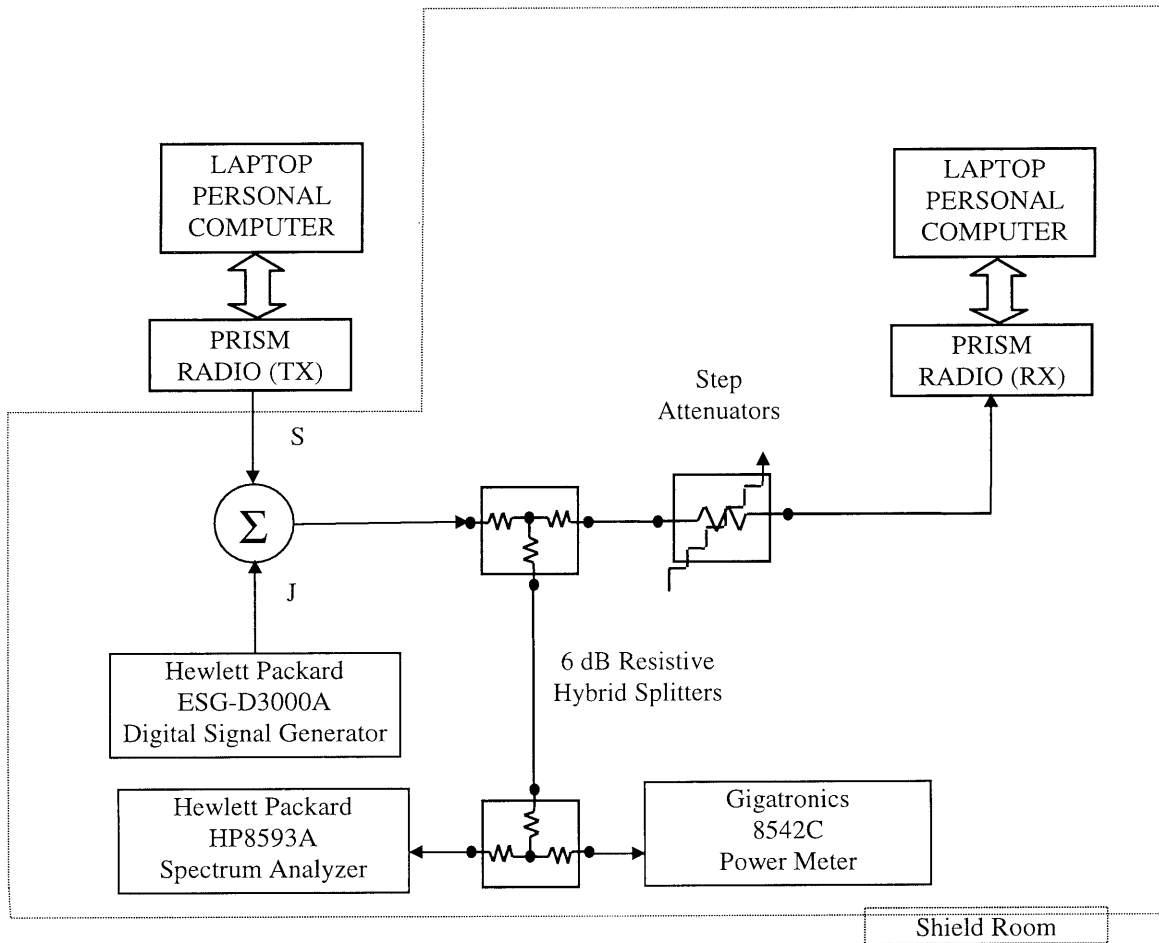 LAPTOP
PERSONAL
COMPUTER
LAPTOP
PERSONAL
COMPUTER
PRISM
RADIO (TX)
PRISM
RADIO (RX)
Step
Attenuators
S
Σ
J
Hewlett Packard
ESG-D3000A
Digital Signal Generator
6 dB Resistive
Hybrid Splitters
Hewlett Packard
HP8593A
Spectrum Analyzer
Gigatronics
8542C
Power Meter
Shield Room